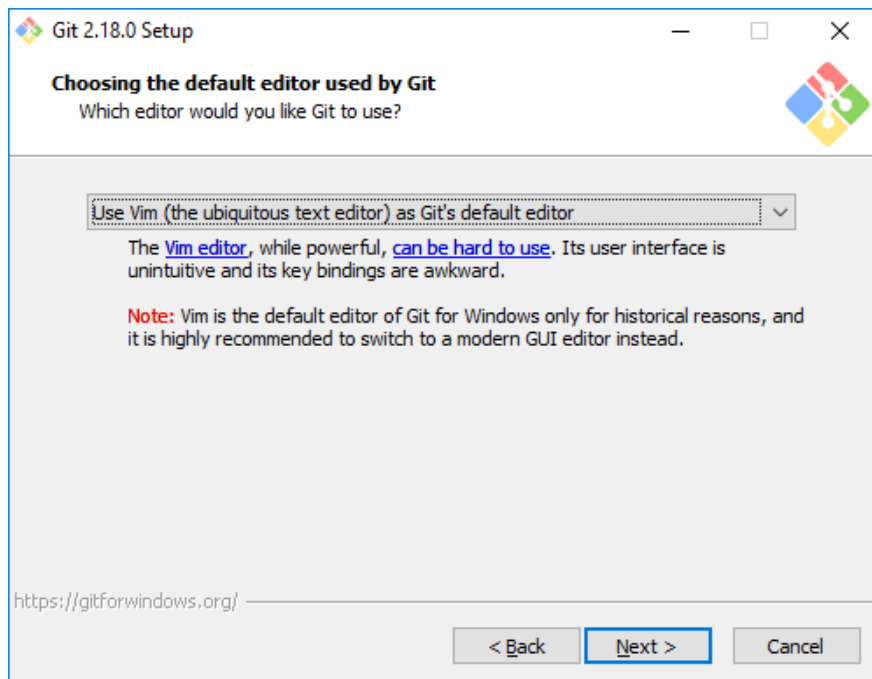 Git 2.18.0 Setup
Choosing the default editor used by Git
Which editor would you like Git to use?
Use Vim (the ubiquitous text editor) as Git's default editor
The Vim editor, while powerful, can be hard to use. Its user interface is
unintuitive and its key bindings are awkward.
Note: Vim is the default editor of Git for Windows only for historical reasons, and
it is highly recommended to switch to a modern GUI editor instead.
https://gitforwindows.org/
< Back
Next >
Cancel